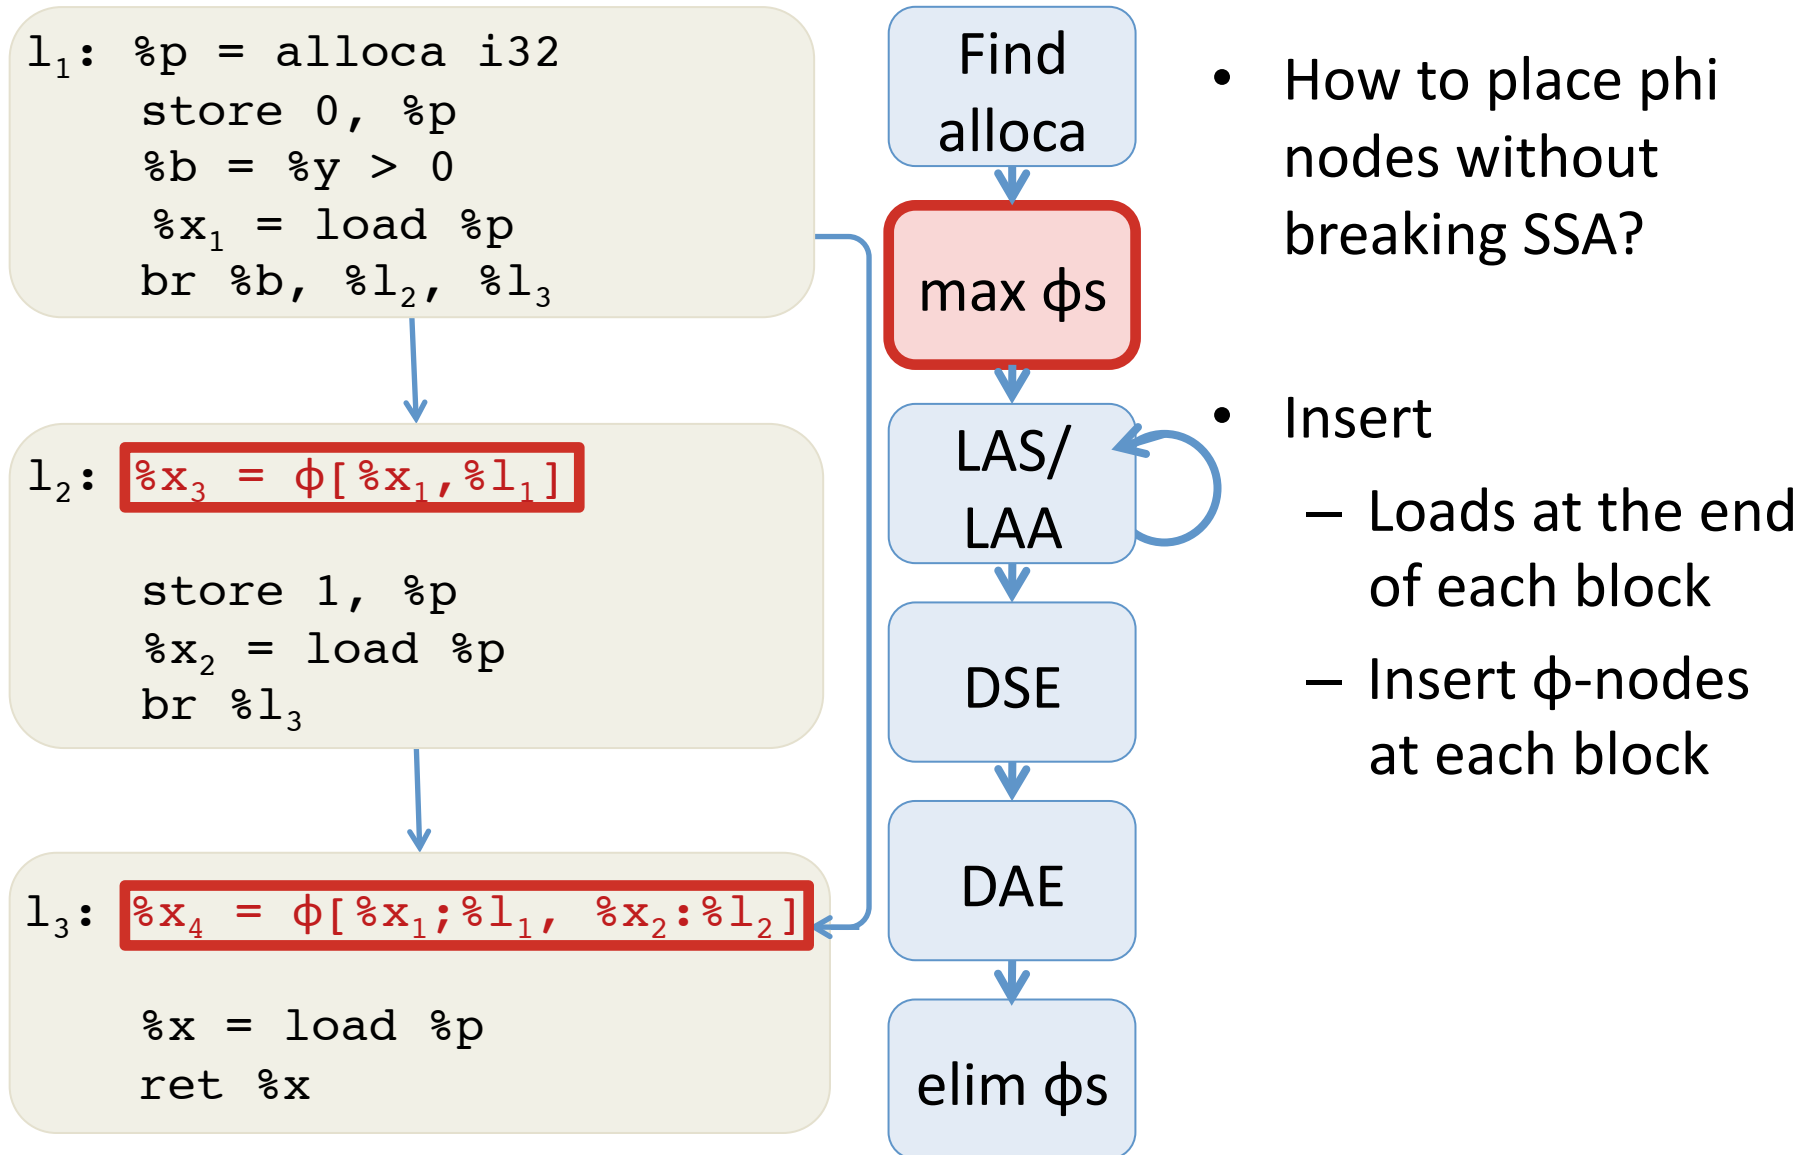 l₁: %p = alloca i32
store 0, %p
%b = %y > 0
%x₁ = load %p
br %b, %l₂, %l₃
l₂: %x₃ = ϕ[%x₁,%l₁]
store 1, %p
%x₂ = load %p
br %l₃
l₃: %x₄ = ϕ[%x₁;%l₁, %x₂:%l₂]
%x = load %p
ret %x
Find
alloca
max ϕs
LAS/
LAA
DSE
DAE
elim ϕs
• How to place phi
nodes without
breaking SSA?
• Insert
– Loads at the end
of each block
– Insert ϕ-nodes
at each block